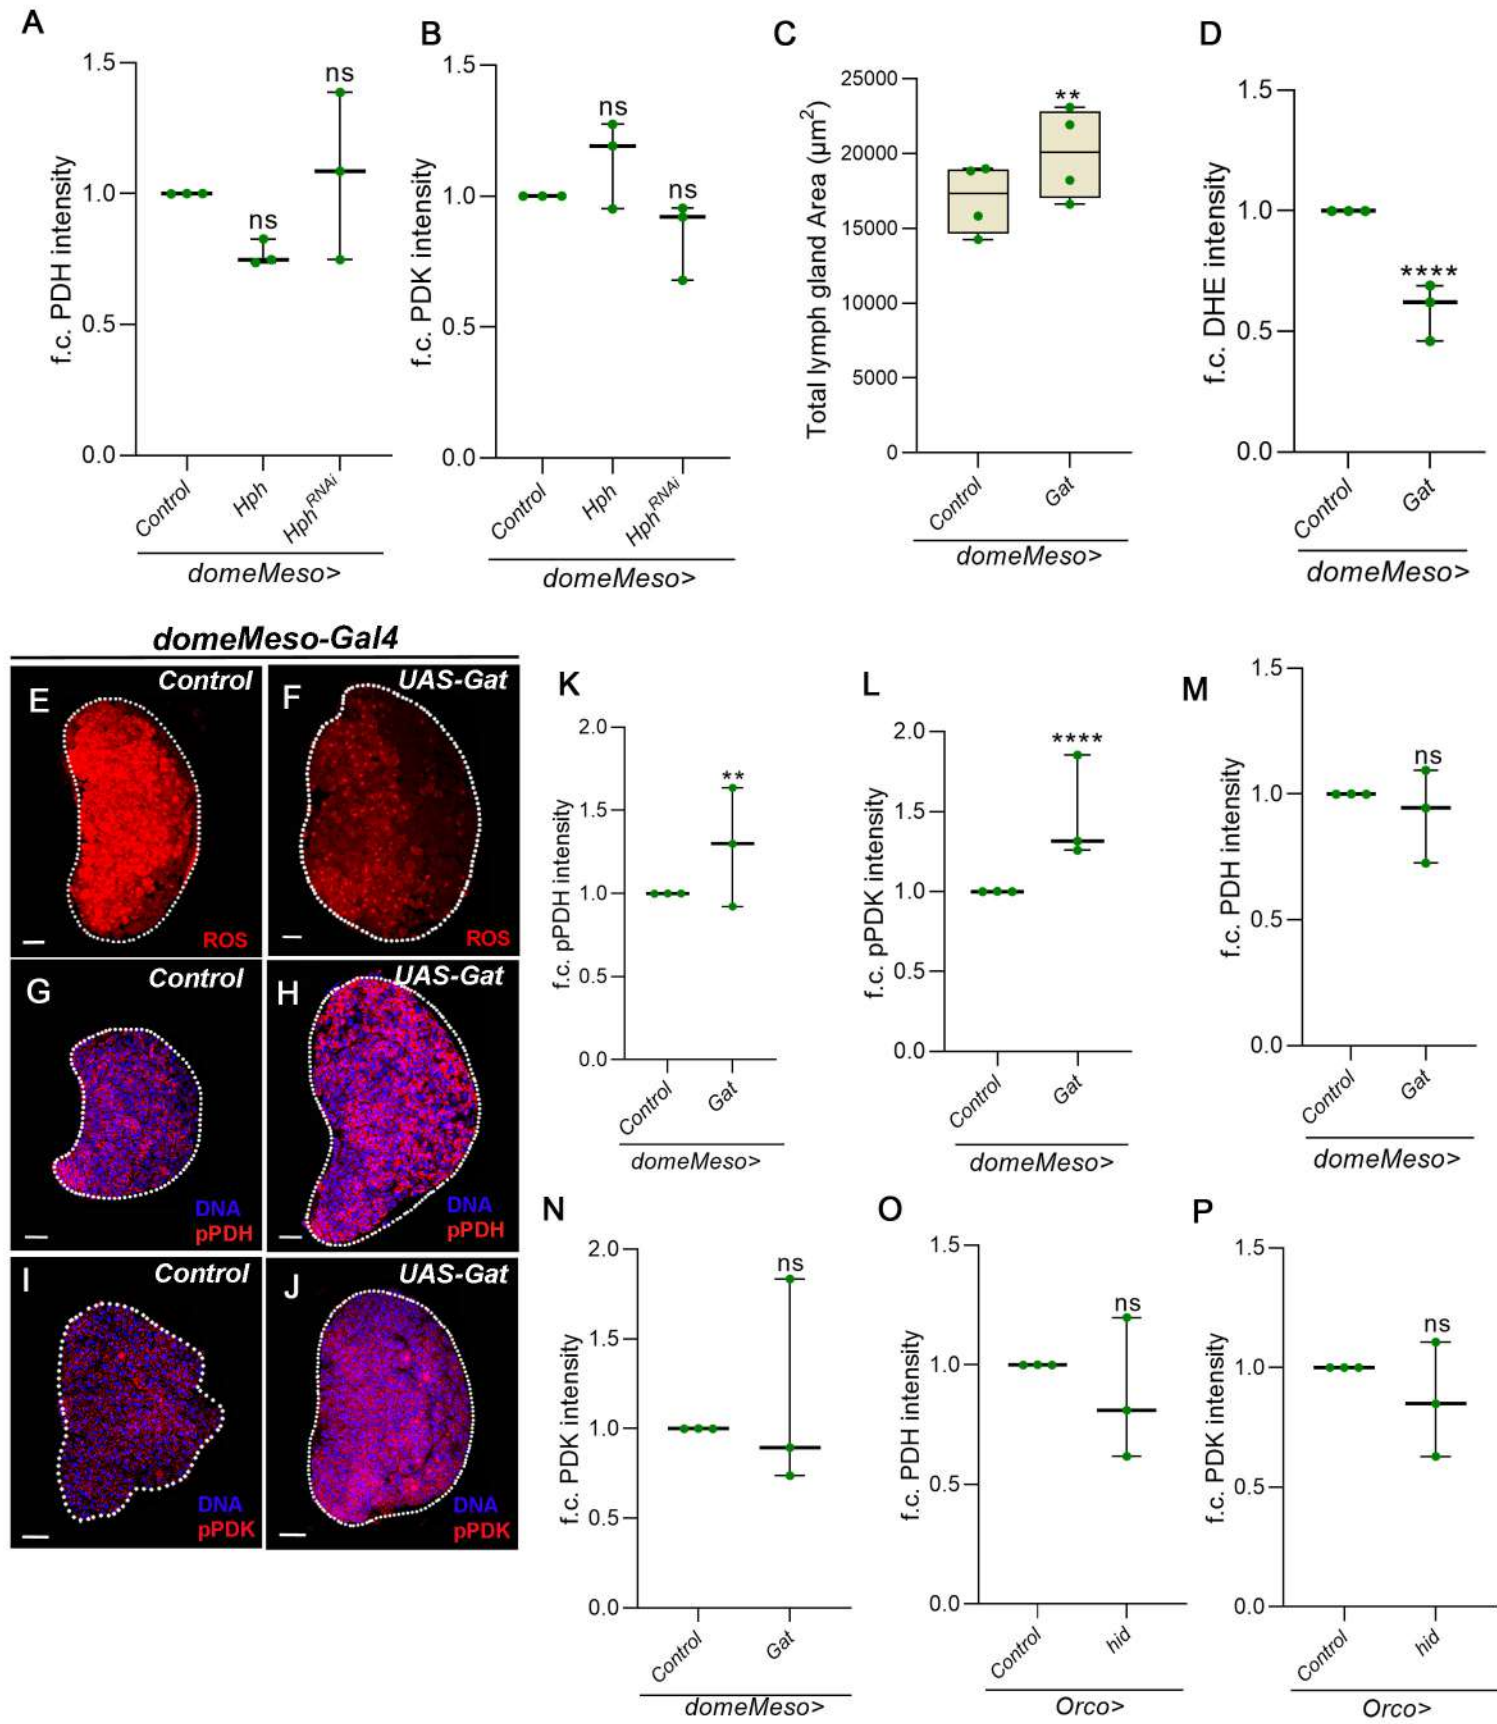 A
f.c. PDH intensity
1.5
1.0
0.5
0.0
ns
ns
Control
Hph
Hph^RNAi
domeMeso>
B
f.c. PDK intensity
1.5
1.0
0.5
0.0
ns
ns
Control
Hph
Hph^RNAi
domeMeso>
C
Total lymph gland Area (µm²)
25000
20000
15000
10000
5000
0
**
Control
Gat
domeMeso>
D
f.c. DHE intensity
1.5
1.0
0.5
0.0
****
Control
Gat
domeMeso>
domeMeso-Gal4
E
Control
ROS
F
UAS-Gat
ROS
G
Control
DNA
pPDH
H
UAS-Gat
DNA
pPDH
I
Control
DNA
pPDK
J
UAS-Gat
DNA
pPDK
K
f.c. pPDH intensity
2.0
1.5
1.0
0.5
0.0
**
Control
Gat
domeMeso>
L
f.c. pPDK intensity
2.0
1.5
1.0
0.5
0.0
****
Control
Gat
domeMeso>
M
f.c. PDH intensity
1.5
1.0
0.5
0.0
ns
Control
Gat
domeMeso>
N
f.c. PDK intensity
2.0
1.5
1.0
0.5
0.0
ns
Control
Gat
domeMeso>
O
f.c. PDH intensity
1.5
1.0
0.5
0.0
ns
Control
hid
Orco>
P
f.c. PDK intensity
1.5
1.0
0.5
0.0
ns
Control
hid
Orco>